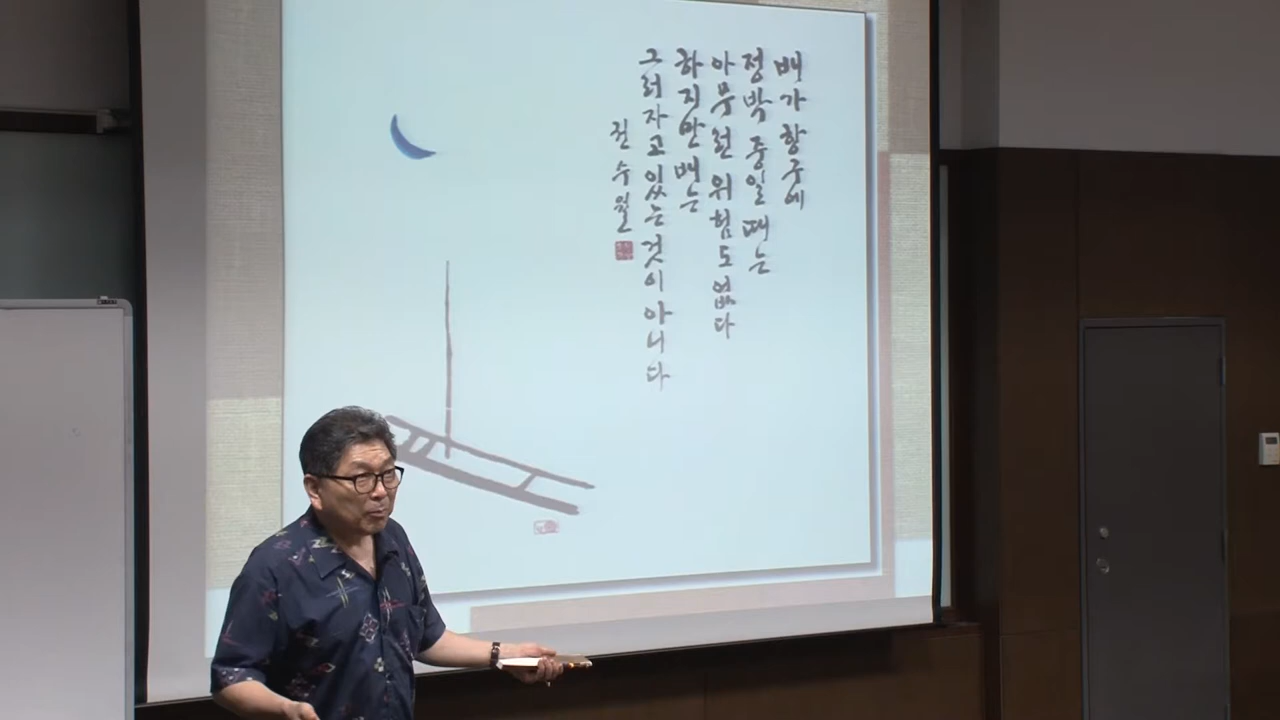 배가 항구에
정박 중일 때는
아무런 위험도 없다
하지만 배는
그러자고 있는 것이 아니다
전수월